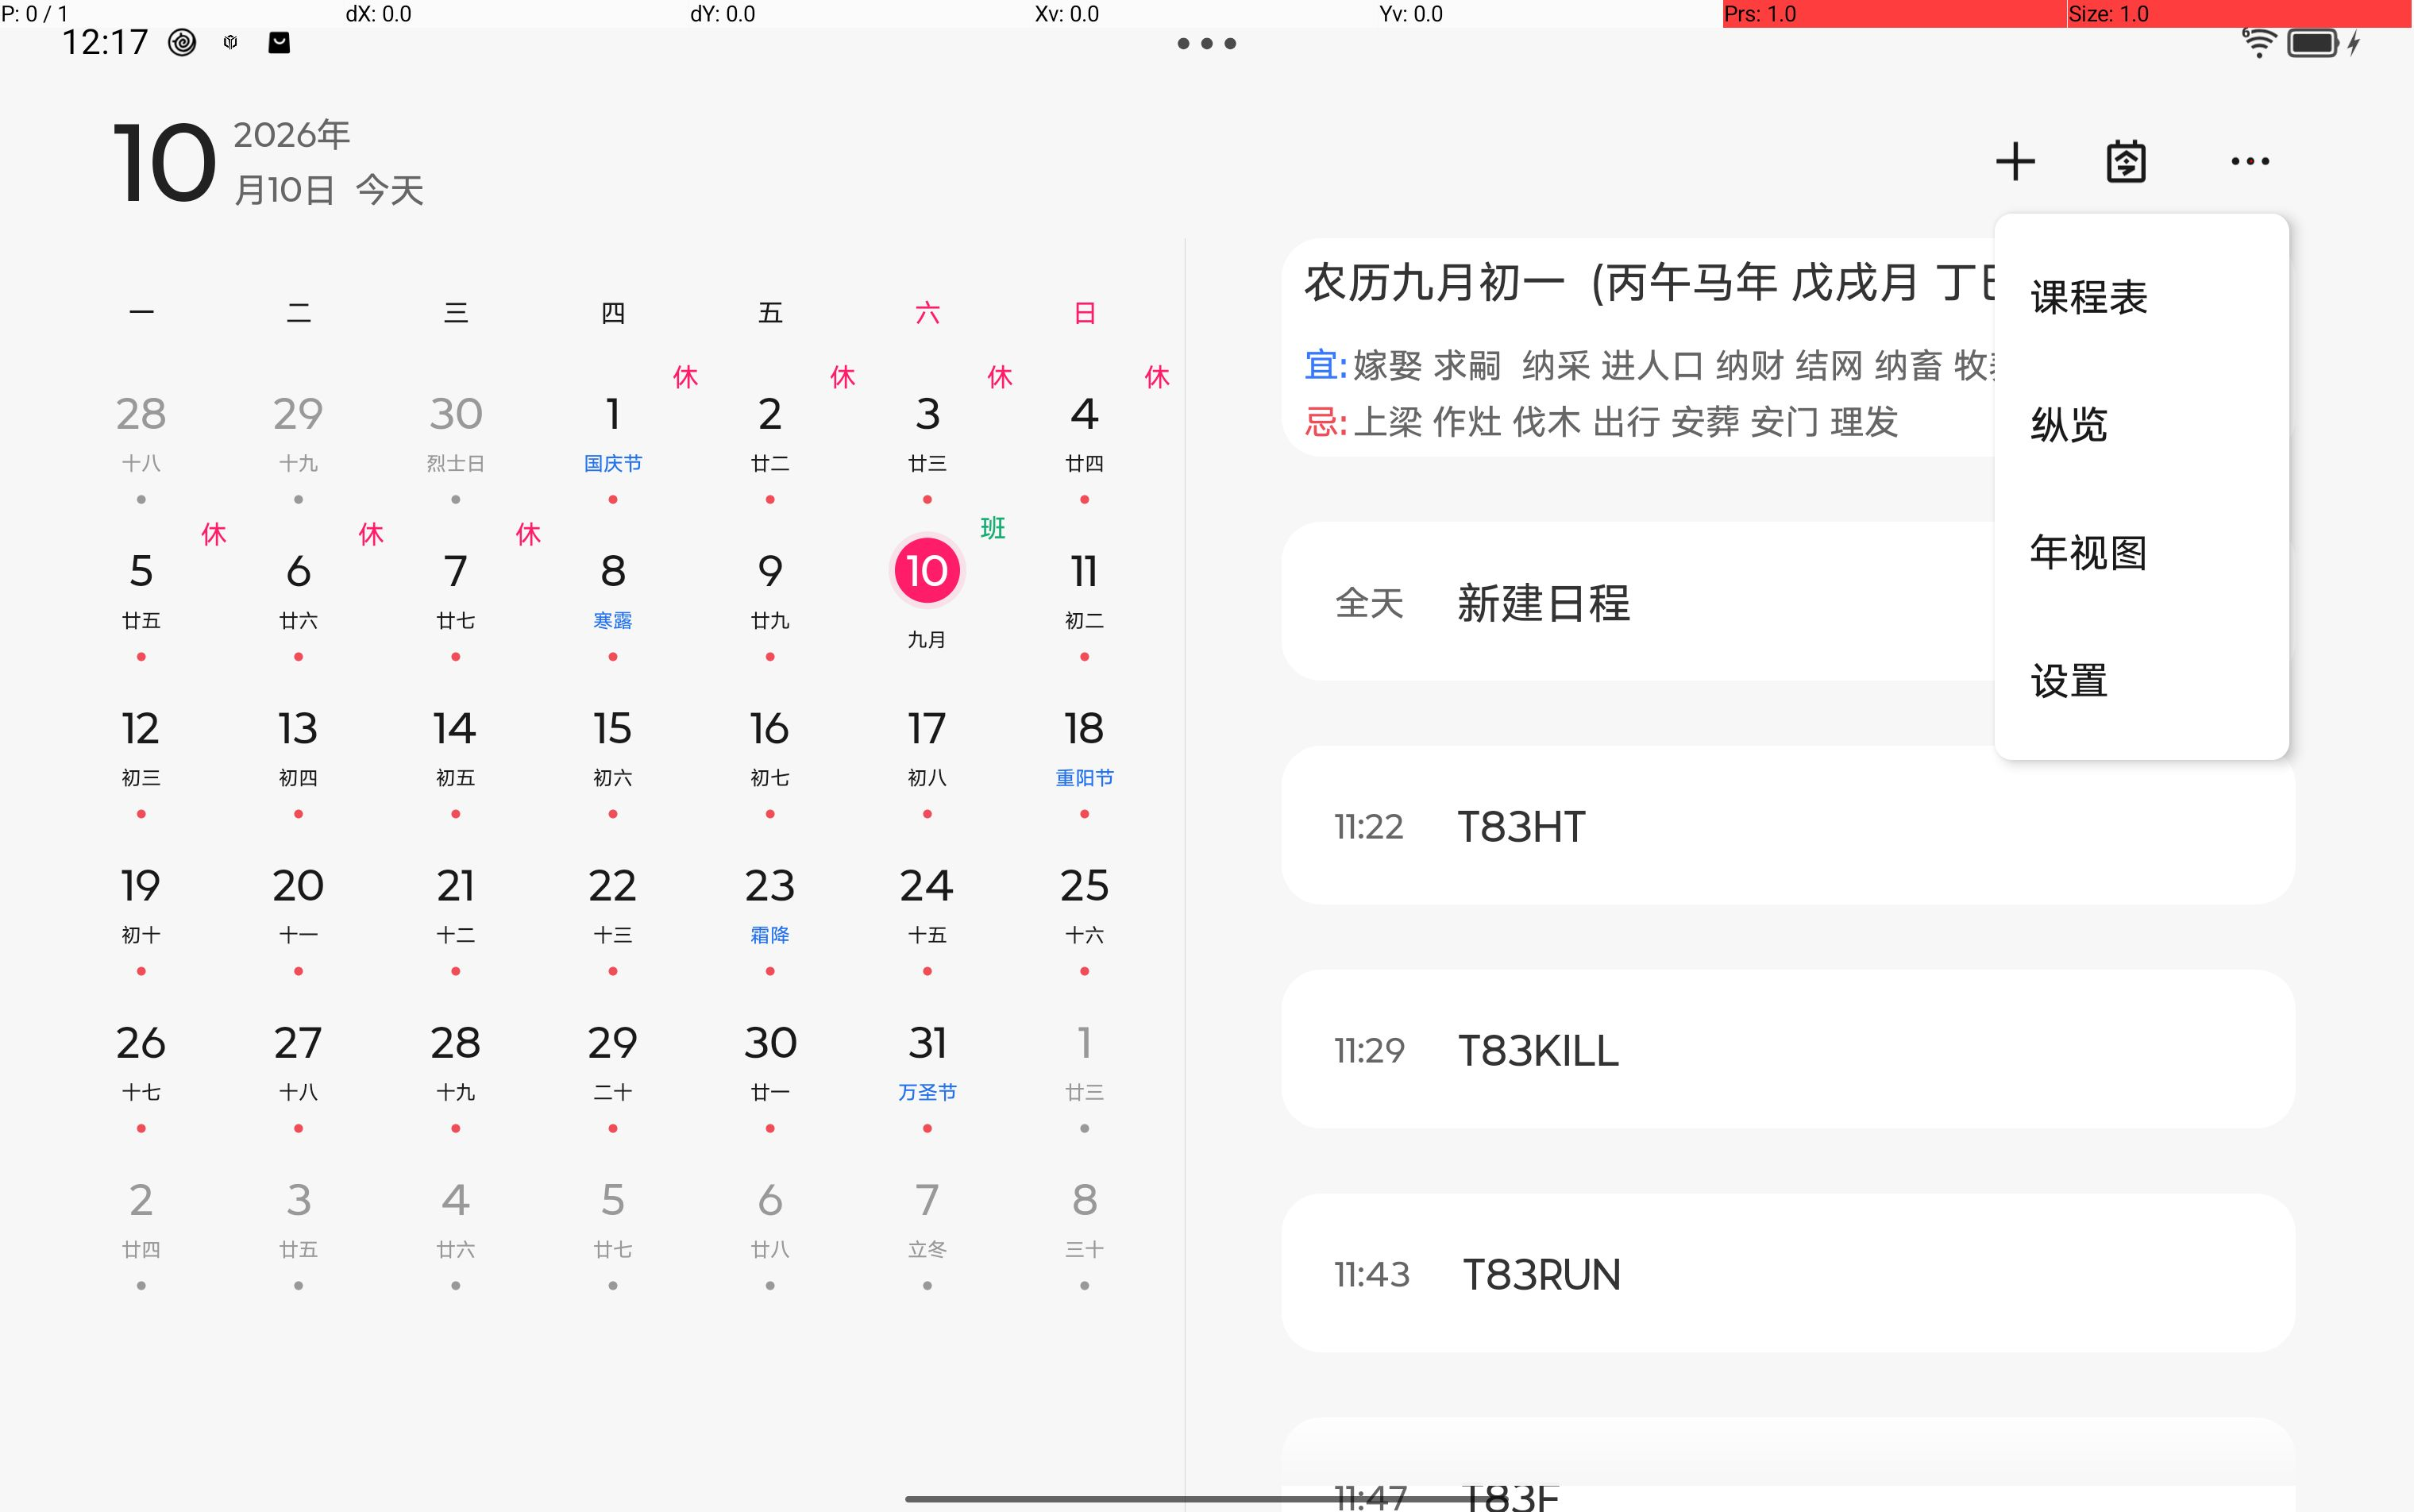 P: 0 / 1 dX: 0.0 dY: 0.0 Xv: 0.0 Yv: 0.0 Prs: 1.0 Size: 1.0
12:17
10 2026年
月10日 今天
一 二 三 四 五 六 日
休 休 休 休
28 29 30 1 2 3 4
十八 十九 烈士日 国庆节 廿二 廿三 廿四
休 休 休 班
5 6 7 8 9 10 11
廿五 廿六 廿七 寒露 廿九 九月 初二
12 13 14 15 16 17 18
初三 初四 初五 初六 初七 初八 重阳节
19 20 21 22 23 24 25
初十 十一 十二 十三 霜降 十五 十六
26 27 28 29 30 31 1
十七 十八 十九 二十 廿一 万圣节 廿三
2 3 4 5 6 7 8
廿四 廿五 廿六 廿七 廿八 立冬 三十
农历九月初一 (丙午马年 戊戌月 丁
宜: 嫁娶 求嗣 纳采 进人口 纳财 结网 纳畜 牧
忌: 上梁 作灶 伐木 出行 安葬 安门 理发
课程表
纵览
年视图
设置
全天 新建日程
11:22 T83HT
11:29 T83KILL
11:43 T83RUN
11:47